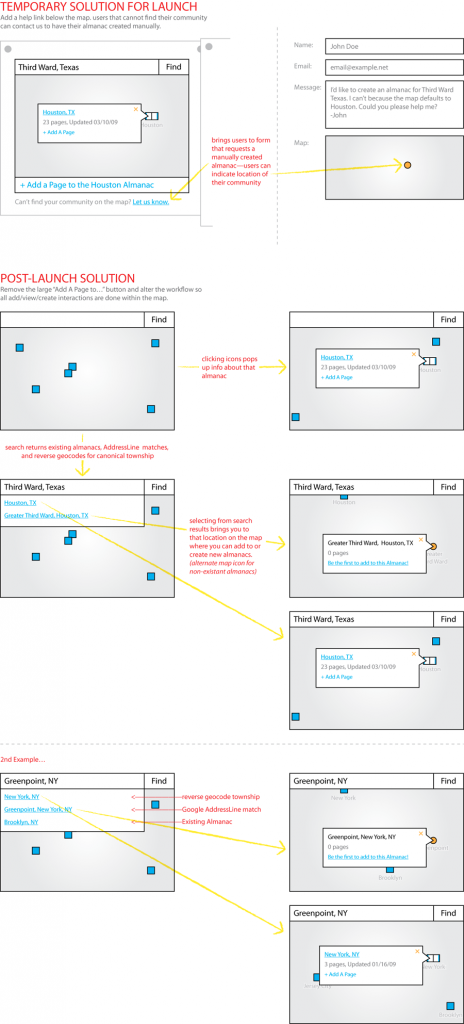 TEMPORARY SOLUTION FOR LAUNCH
Add a help link below the map, users that cannot find their community
can contact us to have their almanac created manually.
Third Ward, Texas
Find
Houston, TX
23 pages, Updated 03/10/09
+ Add A Page
Houston
+ Add a Page to the Houston Almanac
Can't find your community on the map? Let us know.
brings users to form
that requests a
manually created
almanac—users can
indicate location of
their community
Name:
John Doe
Email:
email@example.net
Message:
I'd like to create an almanac for Third Ward
Texas. I can't because the map defaults to
Houston. Could you please help me?
-John
Map:
POST-LAUNCH SOLUTION
Remove the large "Add A Page to…" button and alter the workflow so
all add/view/create interactions are done within the map.
Find
clicking icons pops
up info about that
almanac
Find
Houston, TX
23 pages, Updated 03/10/09
+ Add A Page
Houston
search returns existing almanacs, AddressLine matches,
and reverse geocodes for canonical township
Third Ward, Texas
Find
Houston, TX
Greater Third Ward, Houston, TX
selecting from search
results brings you to
that location on the map
where you can add to or
create new almanacs.
(alternate map icon for
non-existant almanacs)
Third Ward, Texas
Find
Houston
Greater Third Ward, Houston, TX
0 pages
Be the first to add to this Almanac!
Third Ward, Texas
Find
Houston, TX
23 pages, Updated 03/10/09
+ Add A Page
Houston
2nd Example…
Greenpoint, NY
Find
New York, NY
Greenpoint, New York, NY
Brooklyn, NY
reverse geocode township
Google AddressLine match
Existing Almanac
Greenpoint, NY
Find
New York
Greenpoint, New York, NY
0 pages
Be the first to add to this Almanac!
Brooklyn
Greenpoint, NY
Find
New York, NY
3 pages, Updated 01/16/09
+ Add A Page
New York
Brooklyn